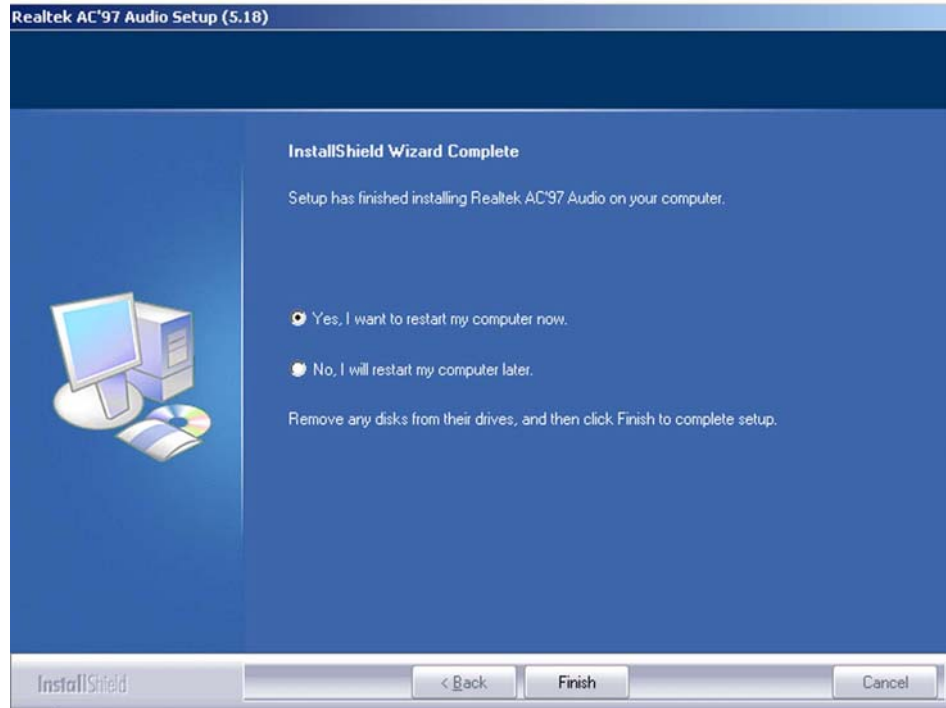 Realtek AC'97 Audio Setup (5.18)
InstallShield Wizard Complete
Setup has finished installing Realtek AC'97 Audio on your computer.
Yes, I want to restart my computer now.
No, I will restart my computer later.
Remove any disks from their drives, and then click Finish to complete setup.
InstallShield
< Back
Finish
Cancel